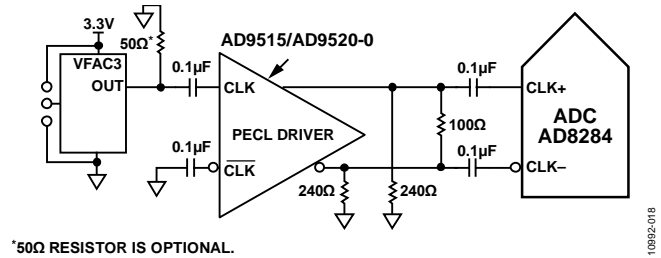 3.3V
50Ω*
AD9515/AD9520-0
VFAC3
OUT
0.1µF
CLK
0.1µF
CLK+
ADC
AD8284
100Ω
PECL DRIVER
0.1µF
CLK
0.1µF
CLK–
240Ω
240Ω
*50Ω RESISTOR IS OPTIONAL.
10992-018